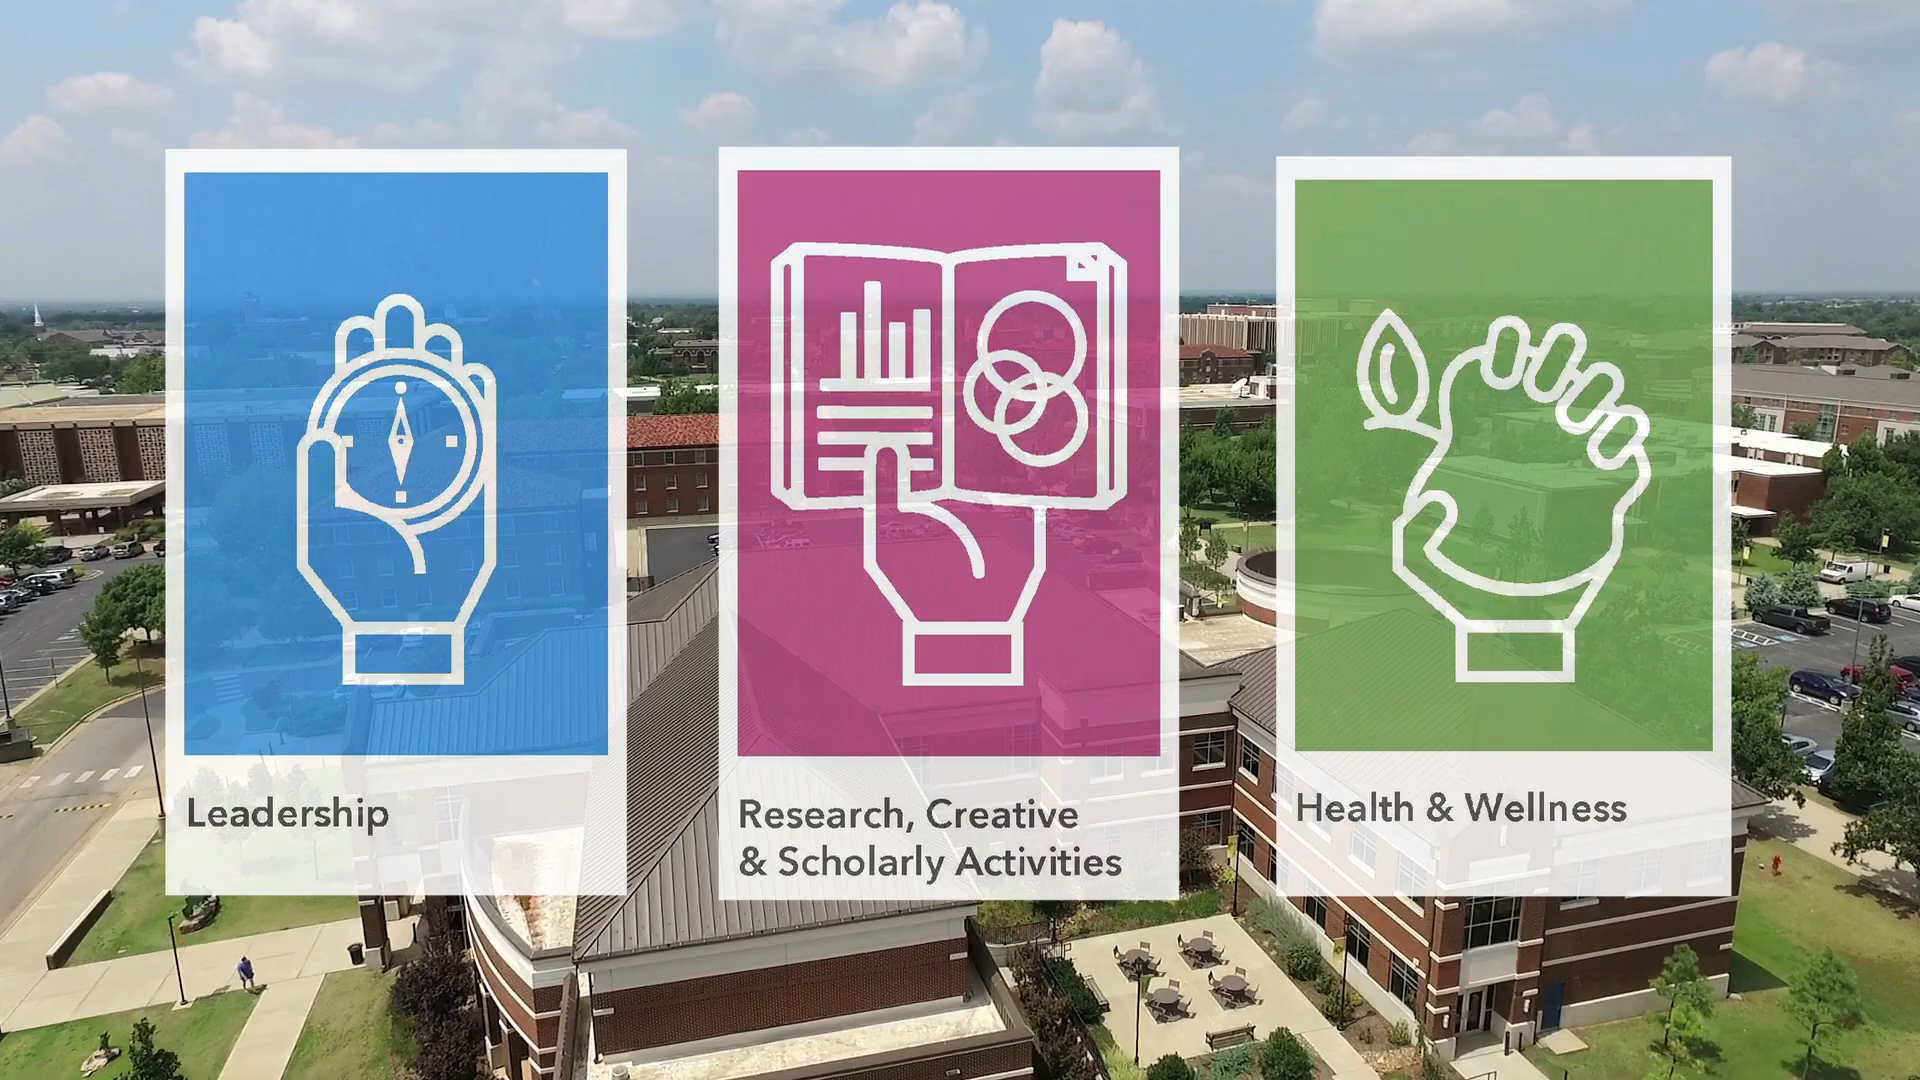 Leadership
Research, Creative
& Scholarly Activities
Health & Wellness